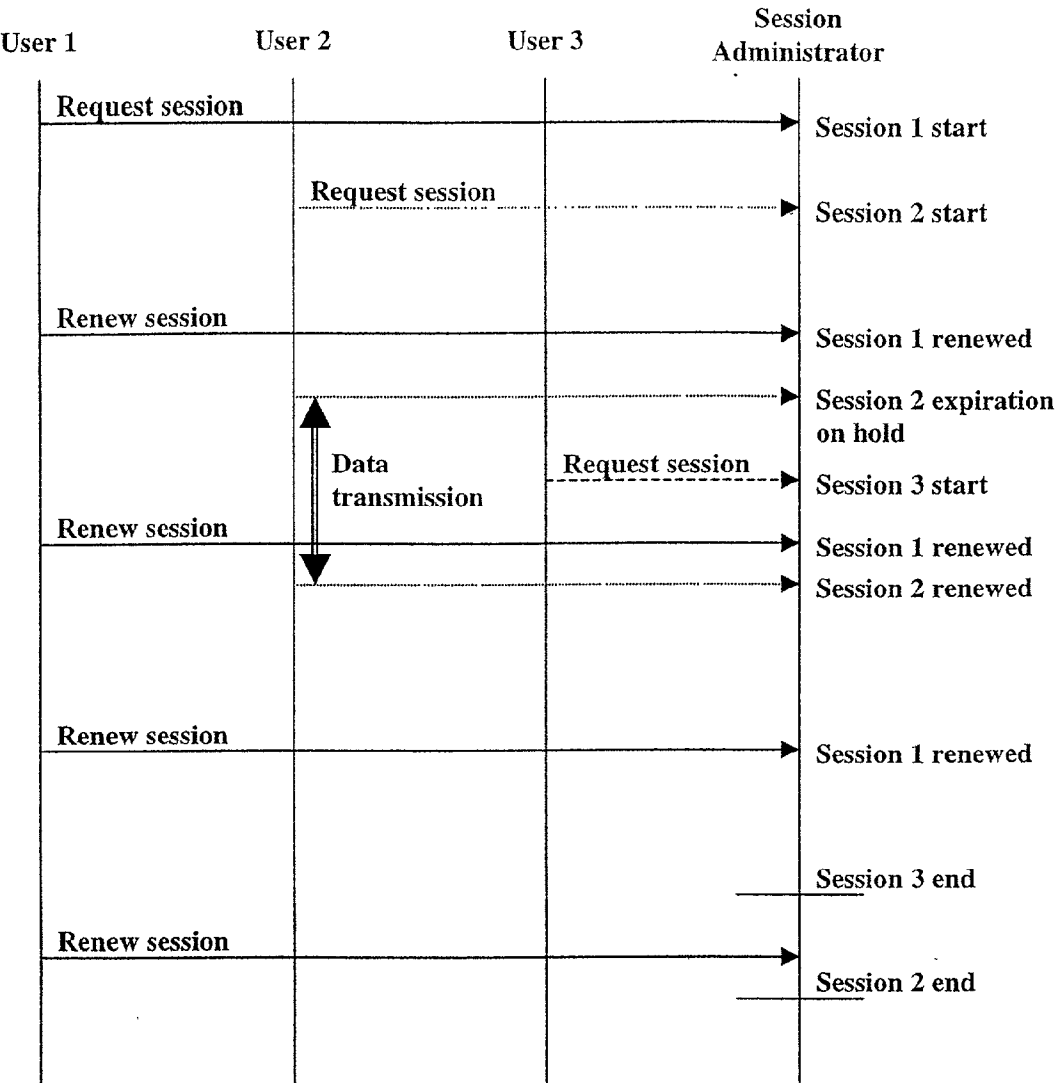 User 1
User 2
User 3
Session
Administrator
Request session
Session 1 start
Request session
Session 2 start
Renew session
Session 1 renewed
Session 2 expiration
on hold
Data
transmission
Request session
Session 3 start
Renew session
Session 1 renewed
Session 2 renewed
Renew session
Session 1 renewed
Session 3 end
Renew session
Session 2 end